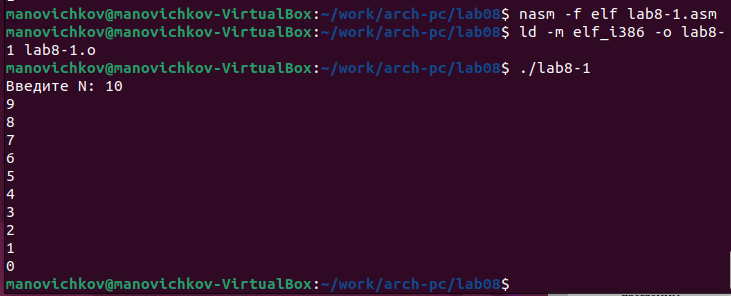 manovichkov@manovichkov-VirtualBox:~/work/arch-pc/lab08$ nasm -f elf lab8-1.asm
manovichkov@manovichkov-VirtualBox:~/work/arch-pc/lab08$ ld -m elf_i386 -o lab8-
1 lab8-1.o
manovichkov@manovichkov-VirtualBox:~/work/arch-pc/lab08$ ./lab8-1
Введите N: 10
9
8
7
6
5
4
3
2
1
0
manovichkov@manovichkov-VirtualBox:~/work/arch-pc/lab08$